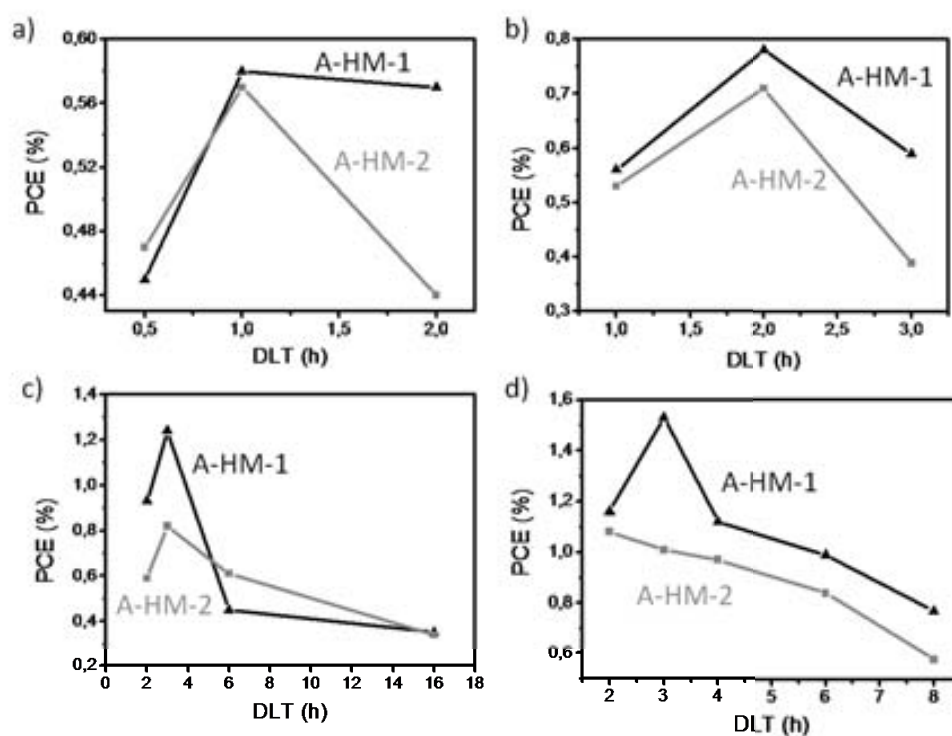 a)
0,60
0,56
0,52
0,48
0,44
PCE (%)
A-HM-1
A-HM-2
0,5 1,0 1,5 2,0
DLT (h)
b)
0,8
0,7
0,6
0,5
0,4
0,3
PCE (%)
A-HM-1
A-HM-2
1,0 1,5 2,0 2,5 3,0
DLT (h)
c)
1,4
1,2
1,0
0,8
0,6
0,4
0,2
PCE (%)
A-HM-1
A-HM-2
0 2 4 6 8 10 12 14 16 18
DLT (h)
d)
1,6
1,4
1,2
1,0
0,8
0,6
PCE (%)
A-HM-1
A-HM-2
2 3 4 5 6 7 8
DLT (h)